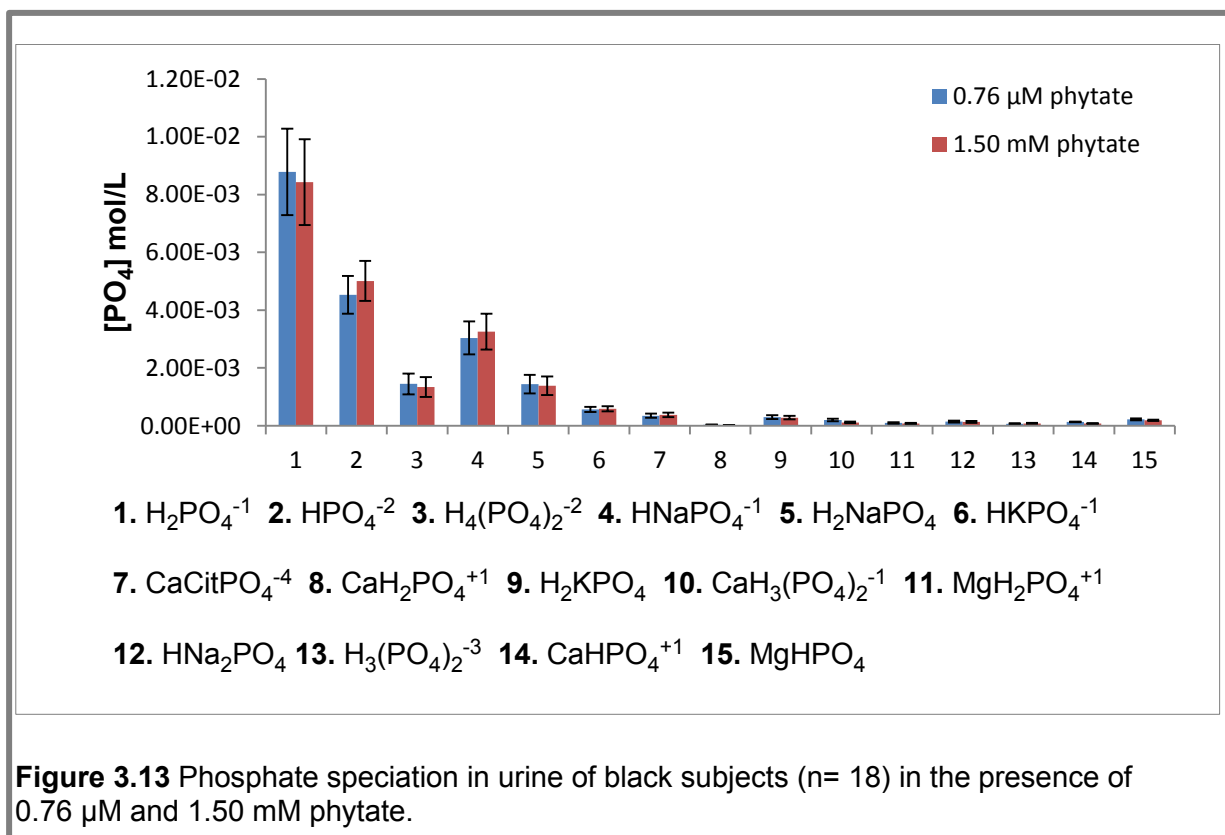 1.20E-02
1.00E-02
8.00E-03
6.00E-03
4.00E-03
2.00E-03
0.00E+00
[PO₄] mol/L
0.76 µM phytate
1.50 mM phytate
1 2 3 4 5 6 7 8 9 10 11 12 13 14 15
1. H₂PO₄⁻¹ 2. HPO₄⁻² 3. H₄(PO₄)₂⁻² 4. HNaPO₄⁻¹ 5. H₂NaPO₄ 6. HKPO₄⁻¹
7. CaCitPO₄⁻⁴ 8. CaH₂PO₄⁺¹ 9. H₂KPO₄ 10. CaH₃(PO₄)₂⁻¹ 11. MgH₂PO₄⁺¹
12. HNa₂PO₄ 13. H₃(PO₄)₂⁻³ 14. CaHPO₄⁺¹ 15. MgHPO₄
Figure 3.13 Phosphate speciation in urine of black subjects (n= 18) in the presence of
0.76 µM and 1.50 mM phytate.